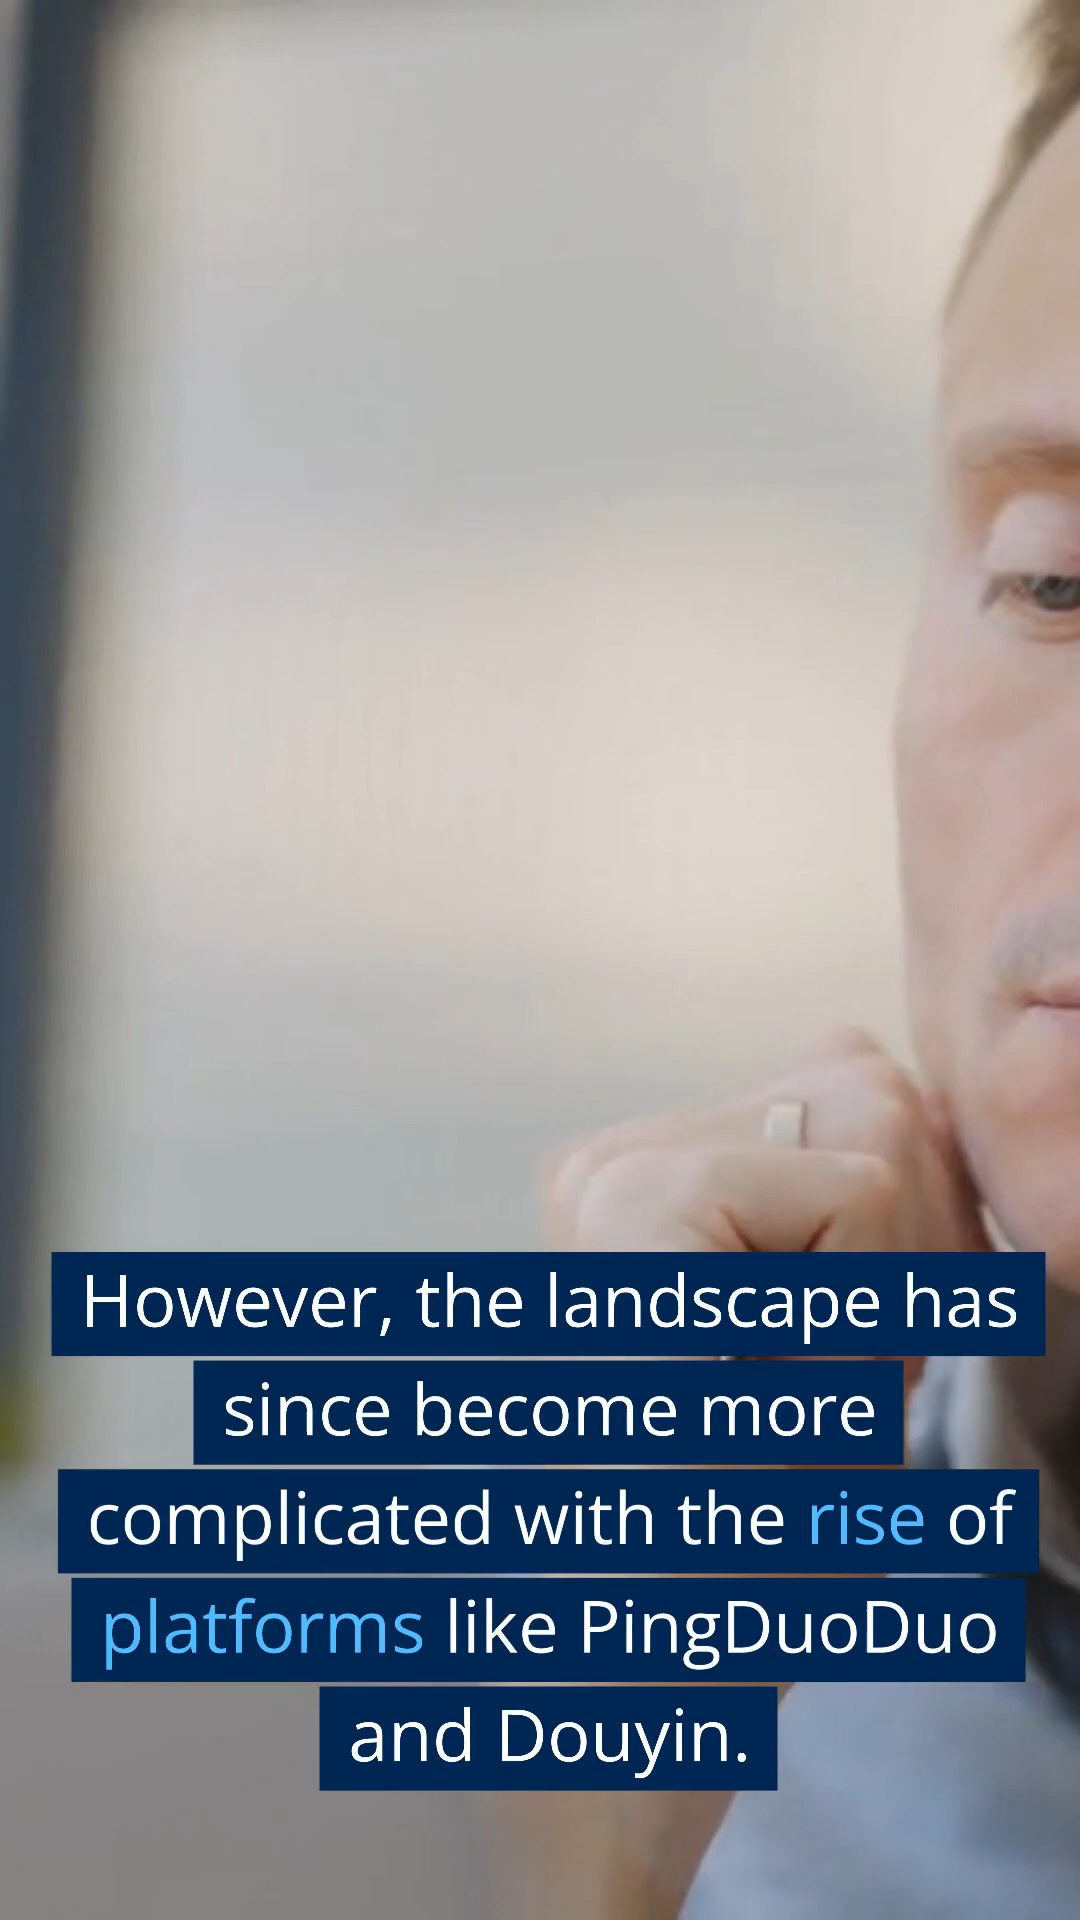 However, the landscape has
since become more
complicated with the rise of
platforms like PingDuoDuo
and Douyin.